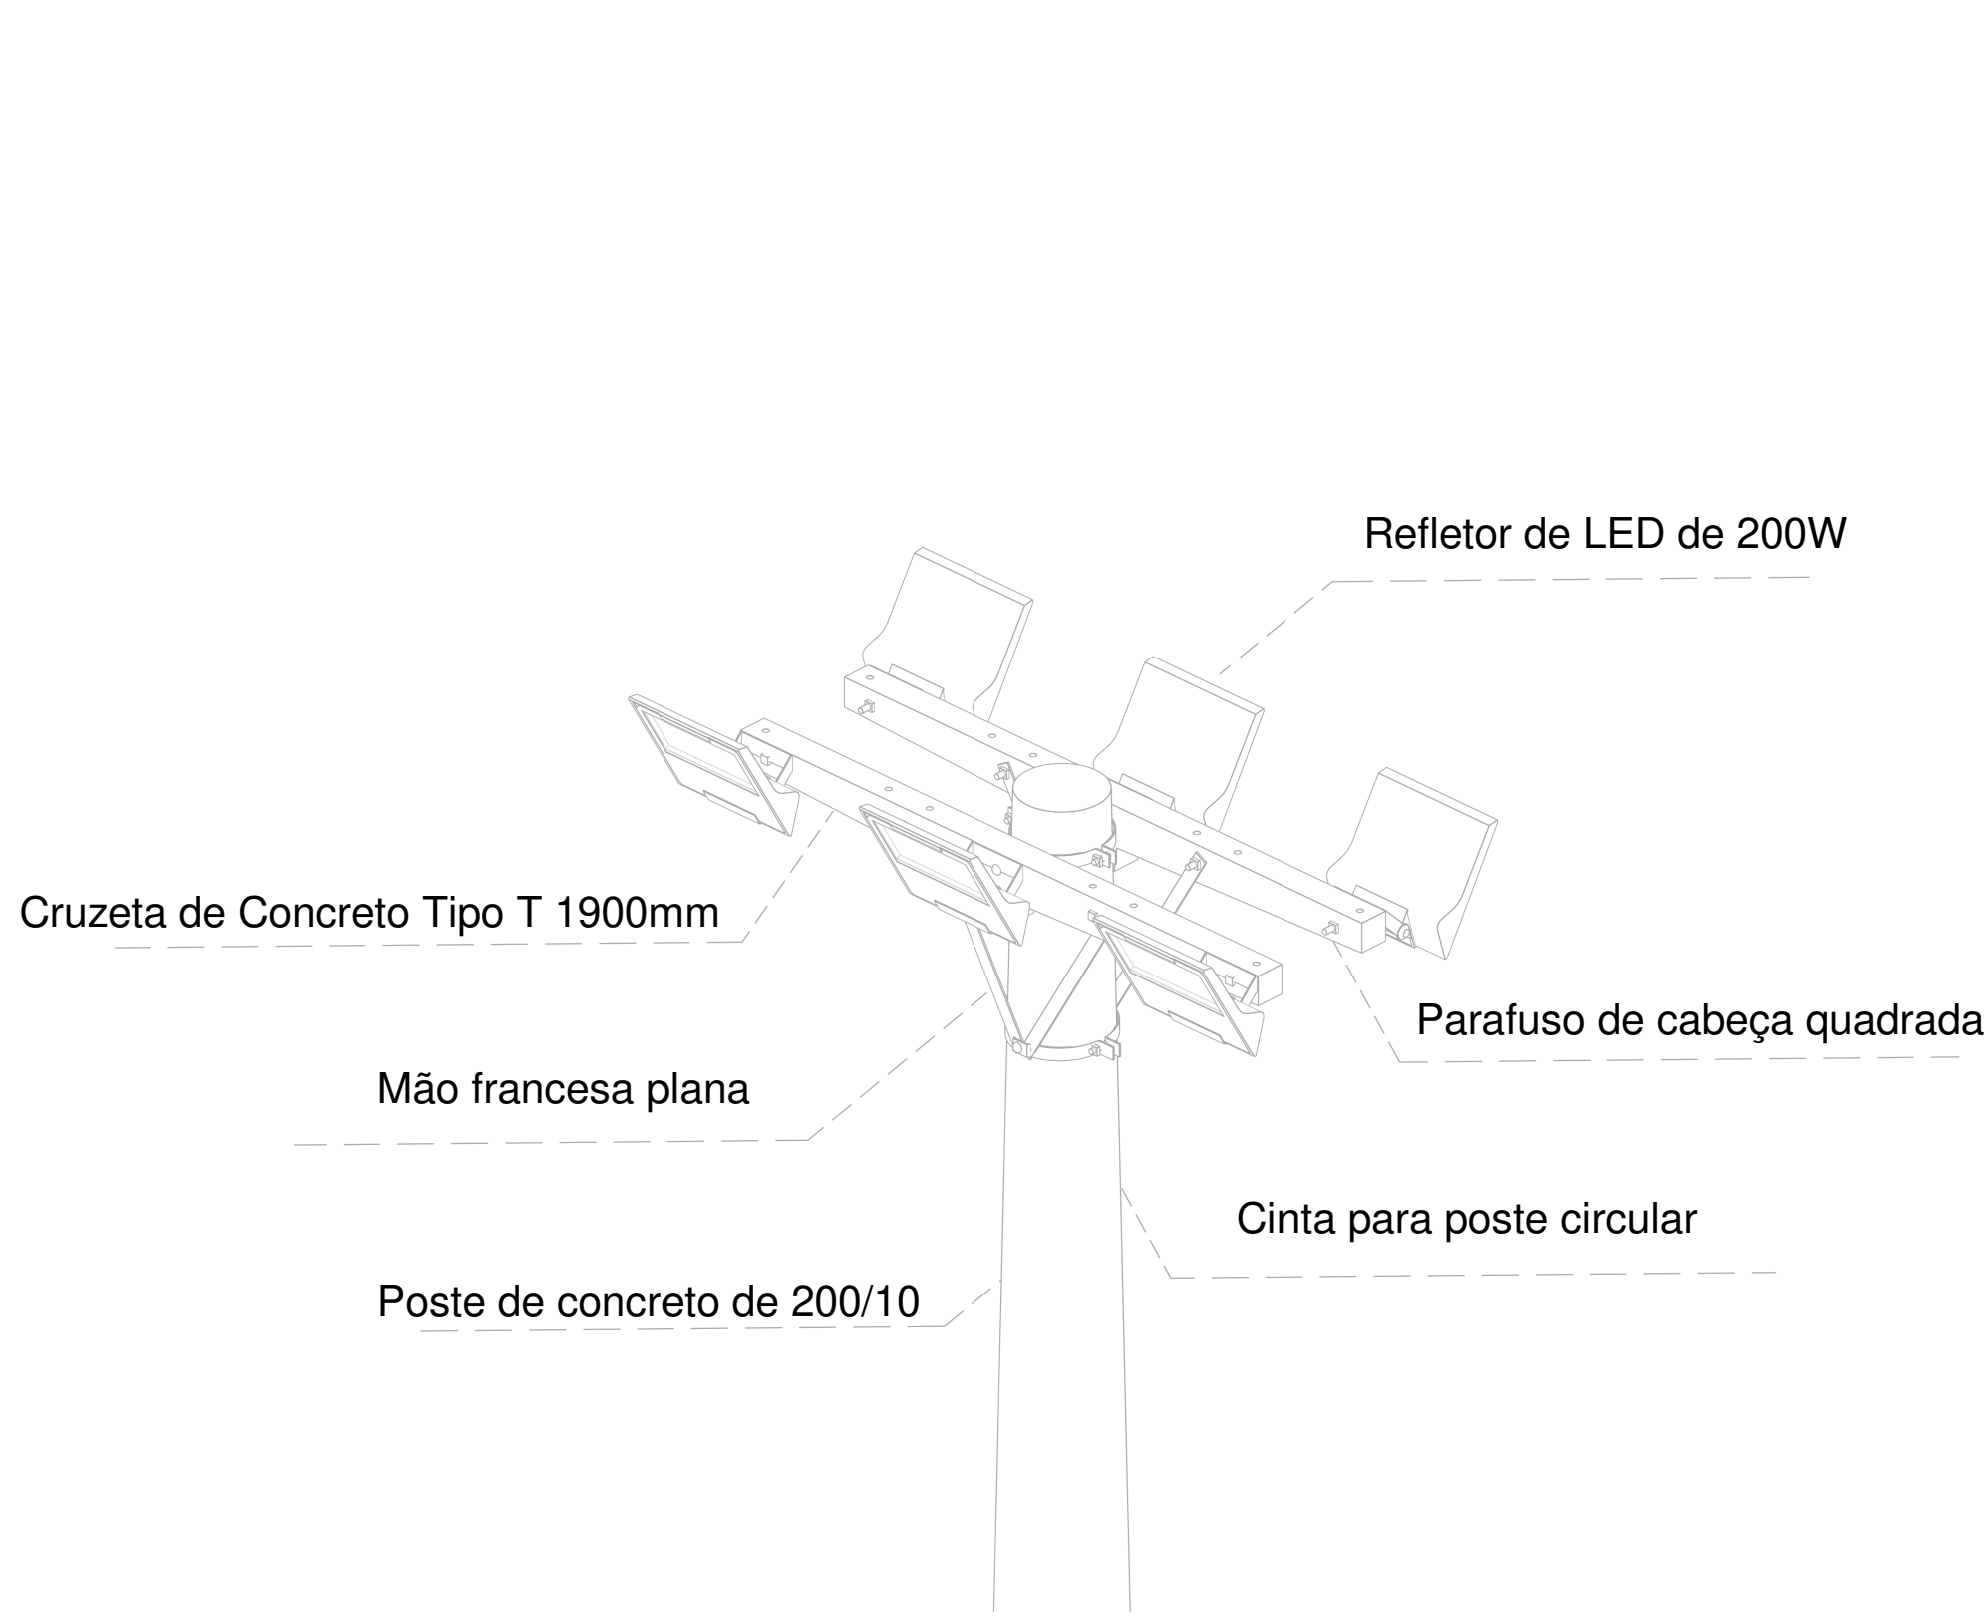 Refletor de LED de 200W
Cruzeta de Concreto Tipo T 1900mm
Parafuso de cabeça quadrada
Mão francesa plana
Cinta para poste circular
Poste de concreto de 200/10